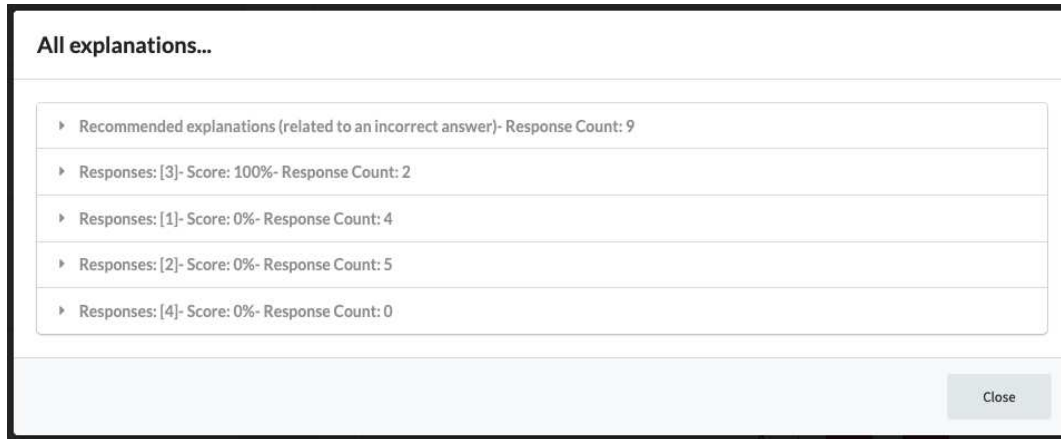 All explanations...
Recommended explanations (related to an incorrect answer)- Response Count: 9
Responses: [3]- Score: 100%- Response Count: 2
Responses: [1]- Score: 0%- Response Count: 4
Responses: [2]- Score: 0%- Response Count: 5
Responses: [4]- Score: 0%- Response Count: 0
Close